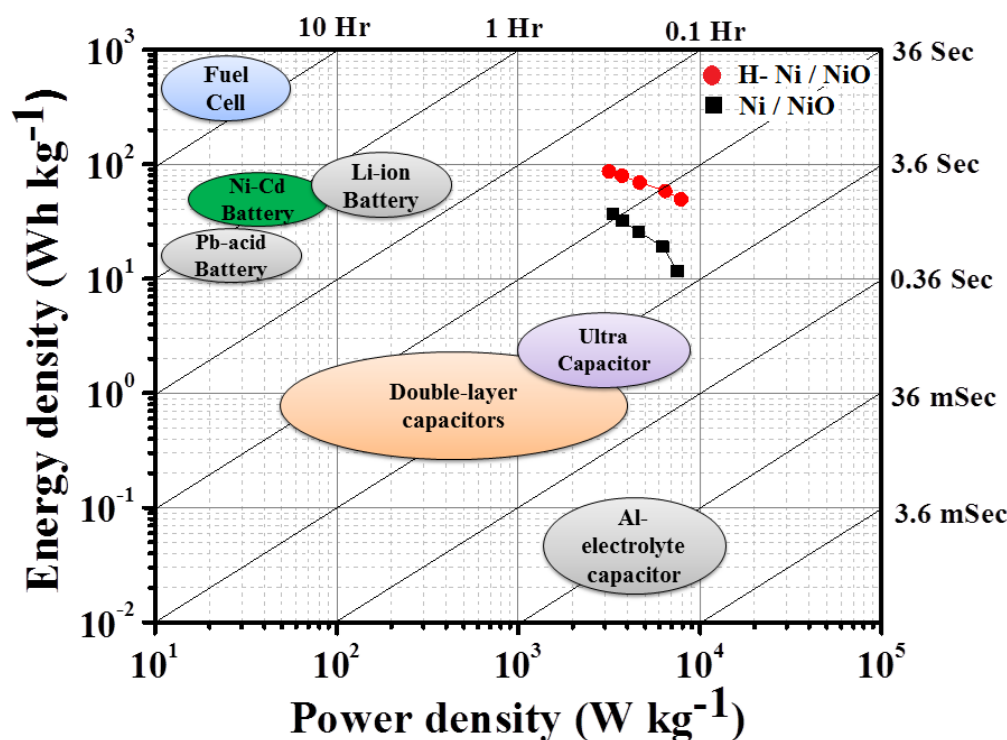 10 Hr
1 Hr
0.1 Hr
10³
36 Sec
Fuel
Cell
H- Ni / NiO
Ni / NiO
10²
3.6 Sec
Li-ion
Battery
Ni-Cd
Battery
Pb-acid
Battery
10¹
0.36 Sec
Ultra
Capacitor
10⁰
36 mSec
Double-layer
capacitors
10⁻¹
3.6 mSec
Al-
electrolyte
capacitor
10⁻²
Energy density (Wh kg⁻¹)
10¹
10²
10³
10⁴
10⁵
Power density (W kg⁻¹)